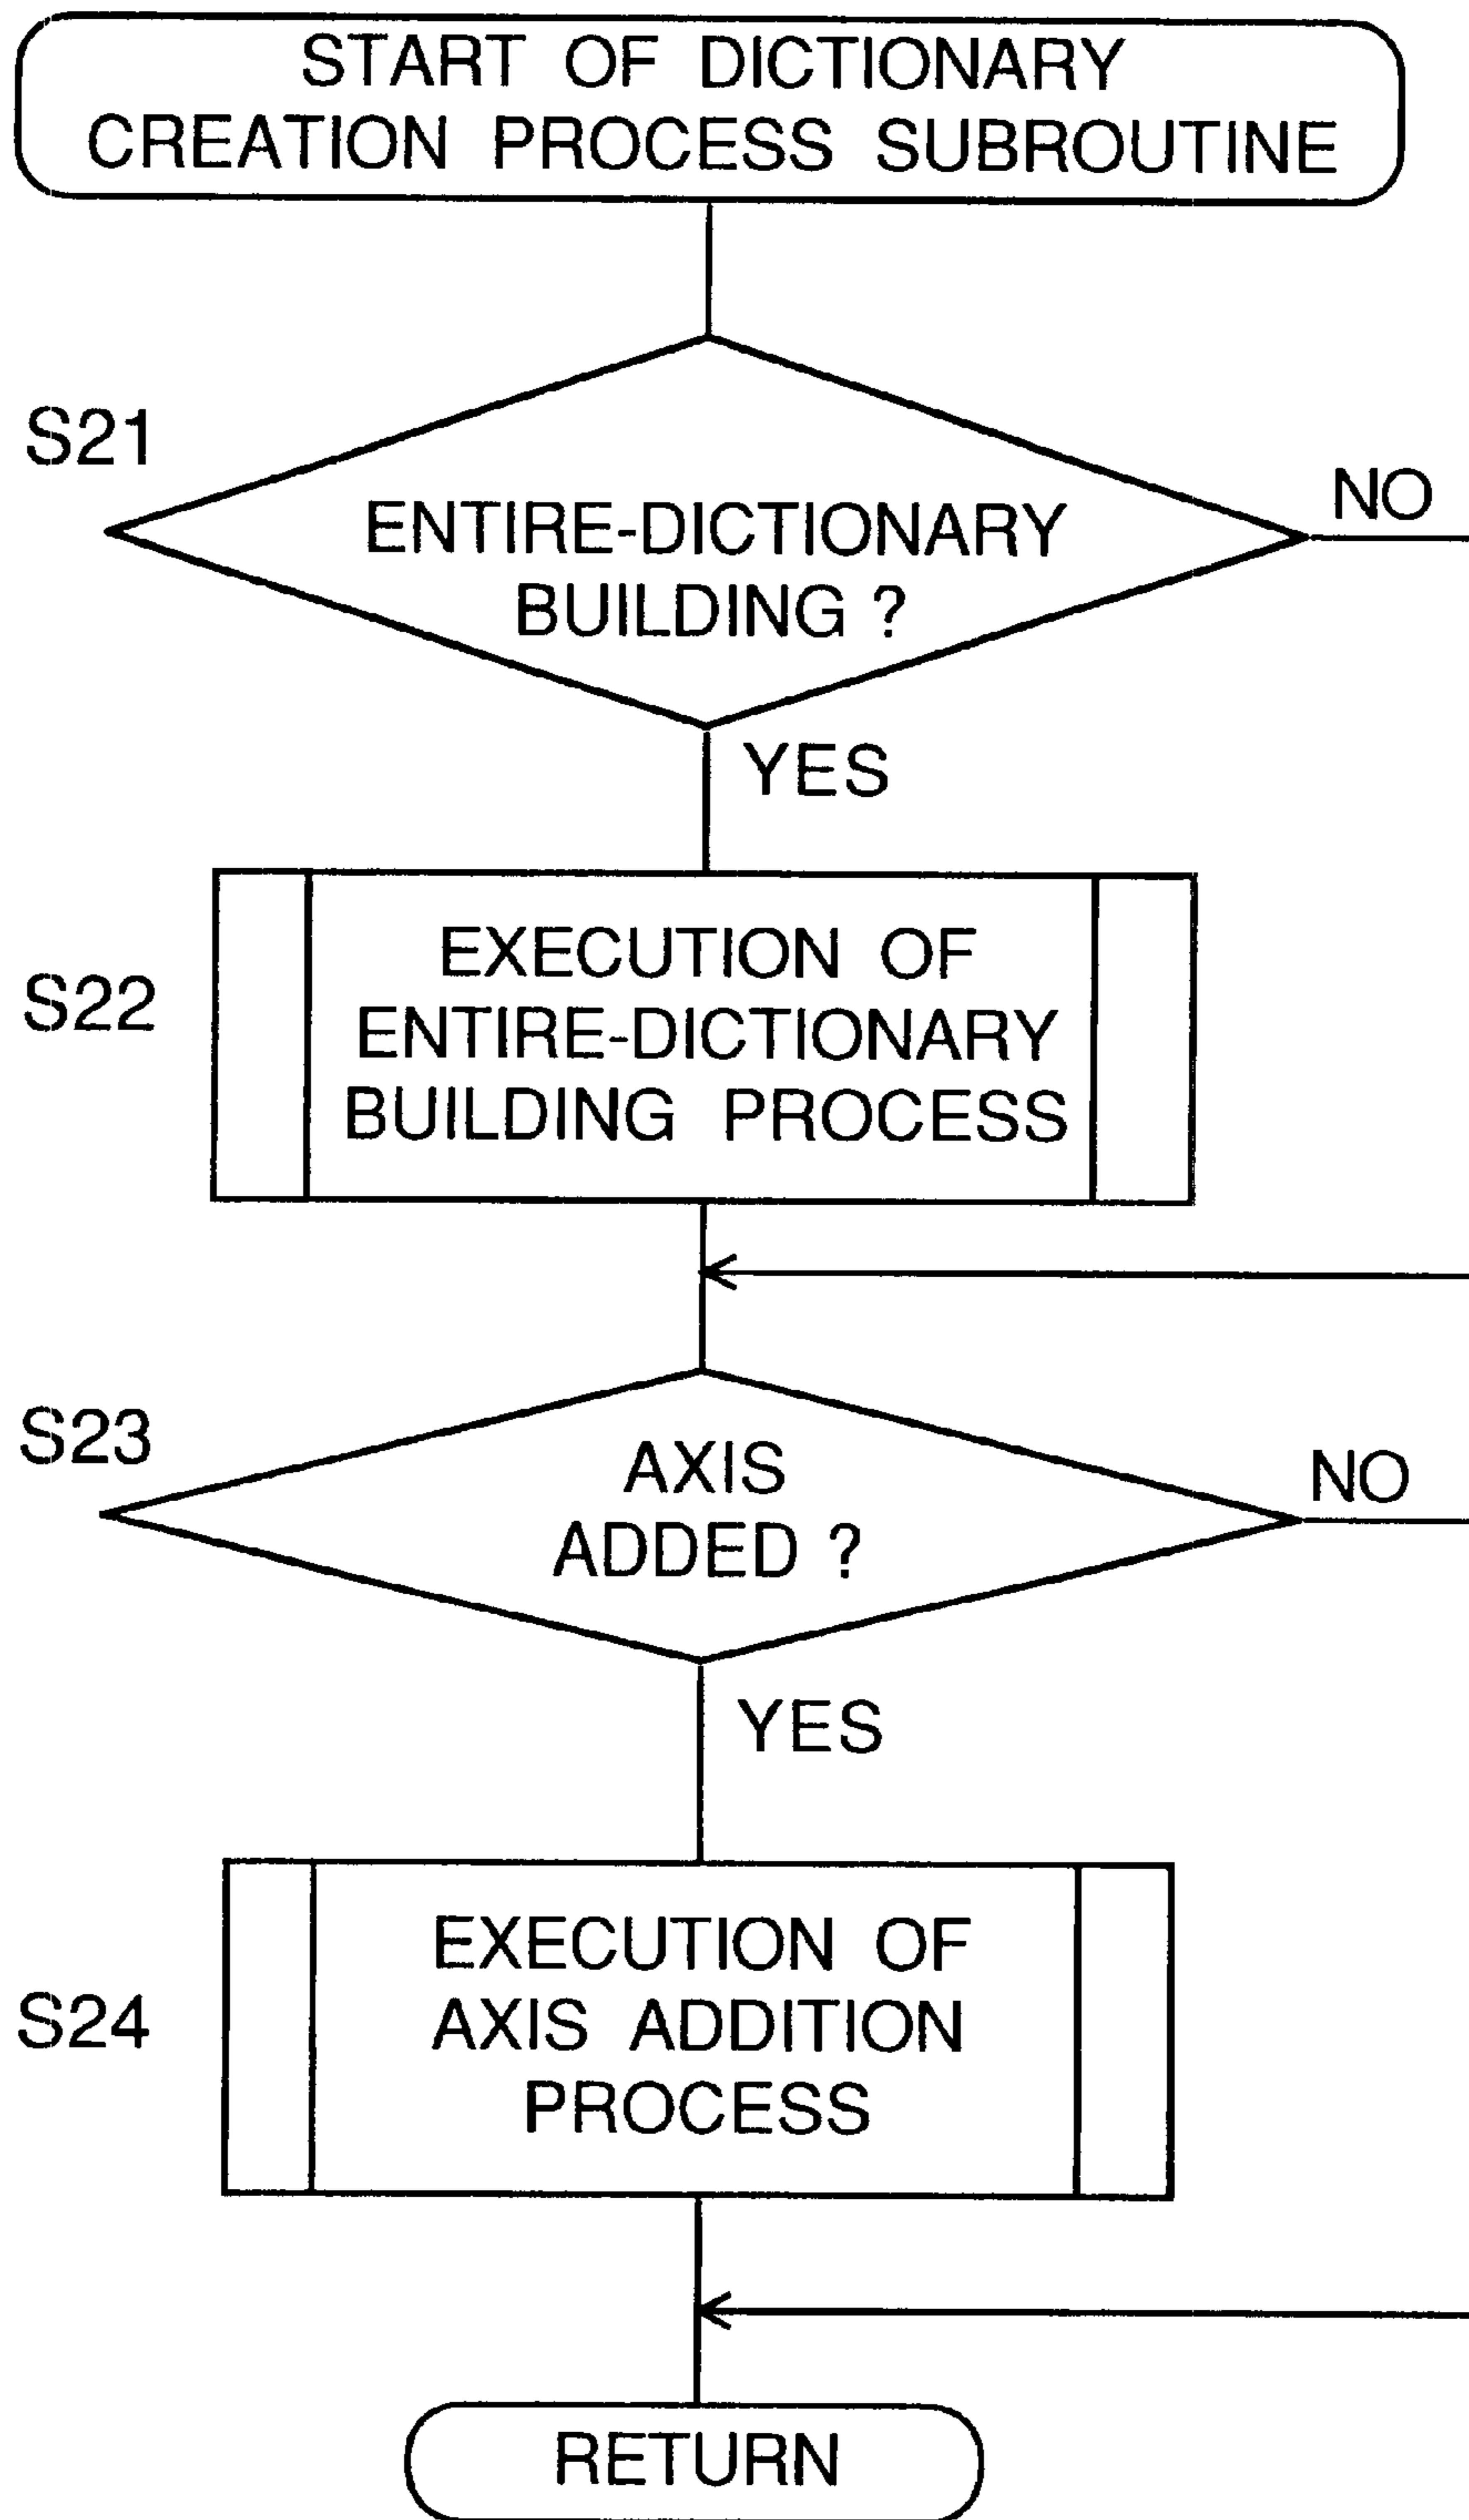 START OF DICTIONARY
CREATION PROCESS SUBROUTINE
S21
ENTIRE-DICTIONARY
BUILDING ?
NO
YES
S22
EXECUTION OF
ENTIRE-DICTIONARY
BUILDING PROCESS
S23
AXIS
ADDED ?
NO
YES
S24
EXECUTION OF
AXIS ADDITION
PROCESS
RETURN